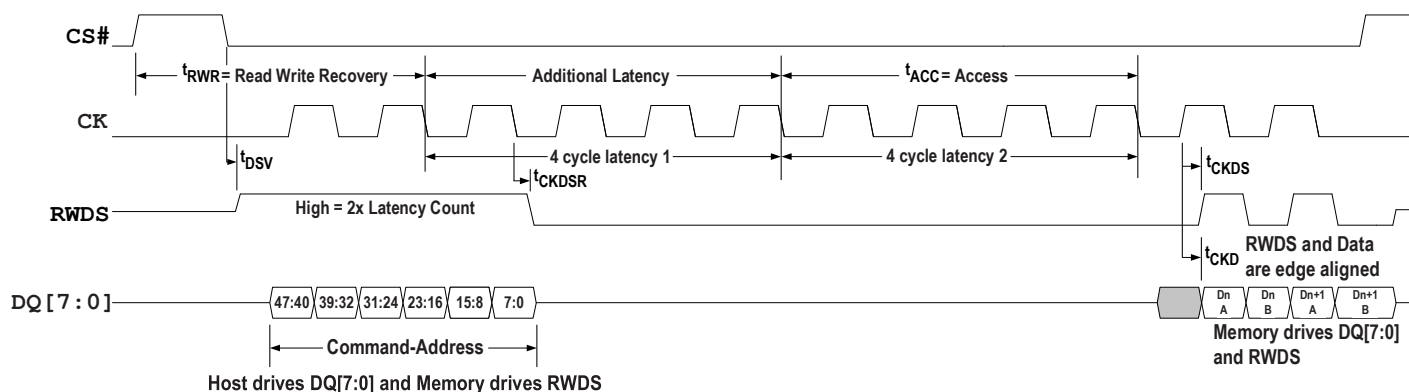 CS#
tRWR= Read Write Recovery
Additional Latency
tACC= Access
CK
tDSV
4 cycle latency 1
4 cycle latency 2
tCKDSR
tCKDS
High = 2x Latency Count
RWDS
tCKD
RWDS and Data
are edge aligned
DQ[7:0]
47:40 39:32 31:24 23:16 15:8 7:0
Dn A
Dn B
Dn+1 A
Dn+1 B
Command-Address
Memory drives DQ[7:0]
and RWDS
Host drives DQ[7:0] and Memory drives RWDS